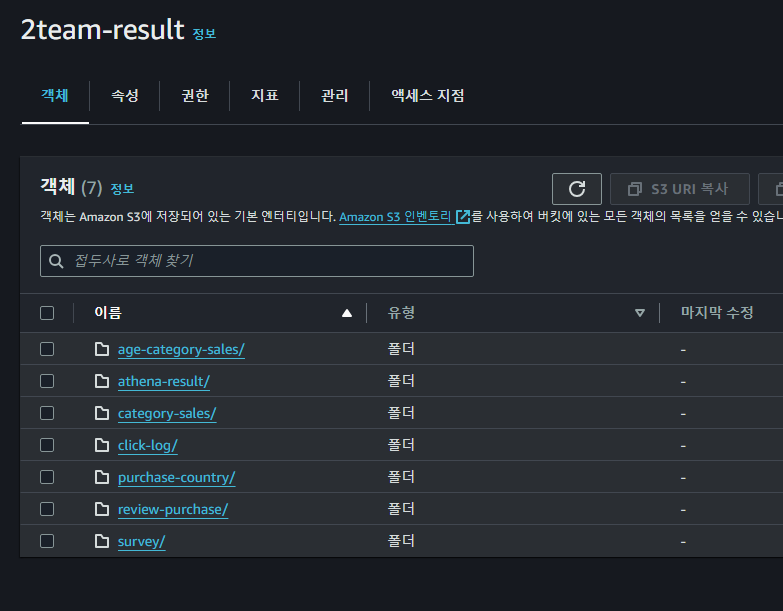 2team-result 정보
객체 속성 권한 지표 관리 액세스 지점
객체 (7) 정보
S3 URI 복사
객체는 Amazon S3에 저장되어 있는 기본 엔터티입니다. Amazon S3 인벤토리를 사용하여 버킷에 있는 모든 객체의 목록을 얻을 수 있습니
접두사로 객체 찾기
이름 유형 마지막 수정
age-category-sales/ 폴더 -
athena-result/ 폴더 -
category-sales/ 폴더 -
click-log/ 폴더 -
purchase-country/ 폴더 -
review-purchase/ 폴더 -
survey/ 폴더 -